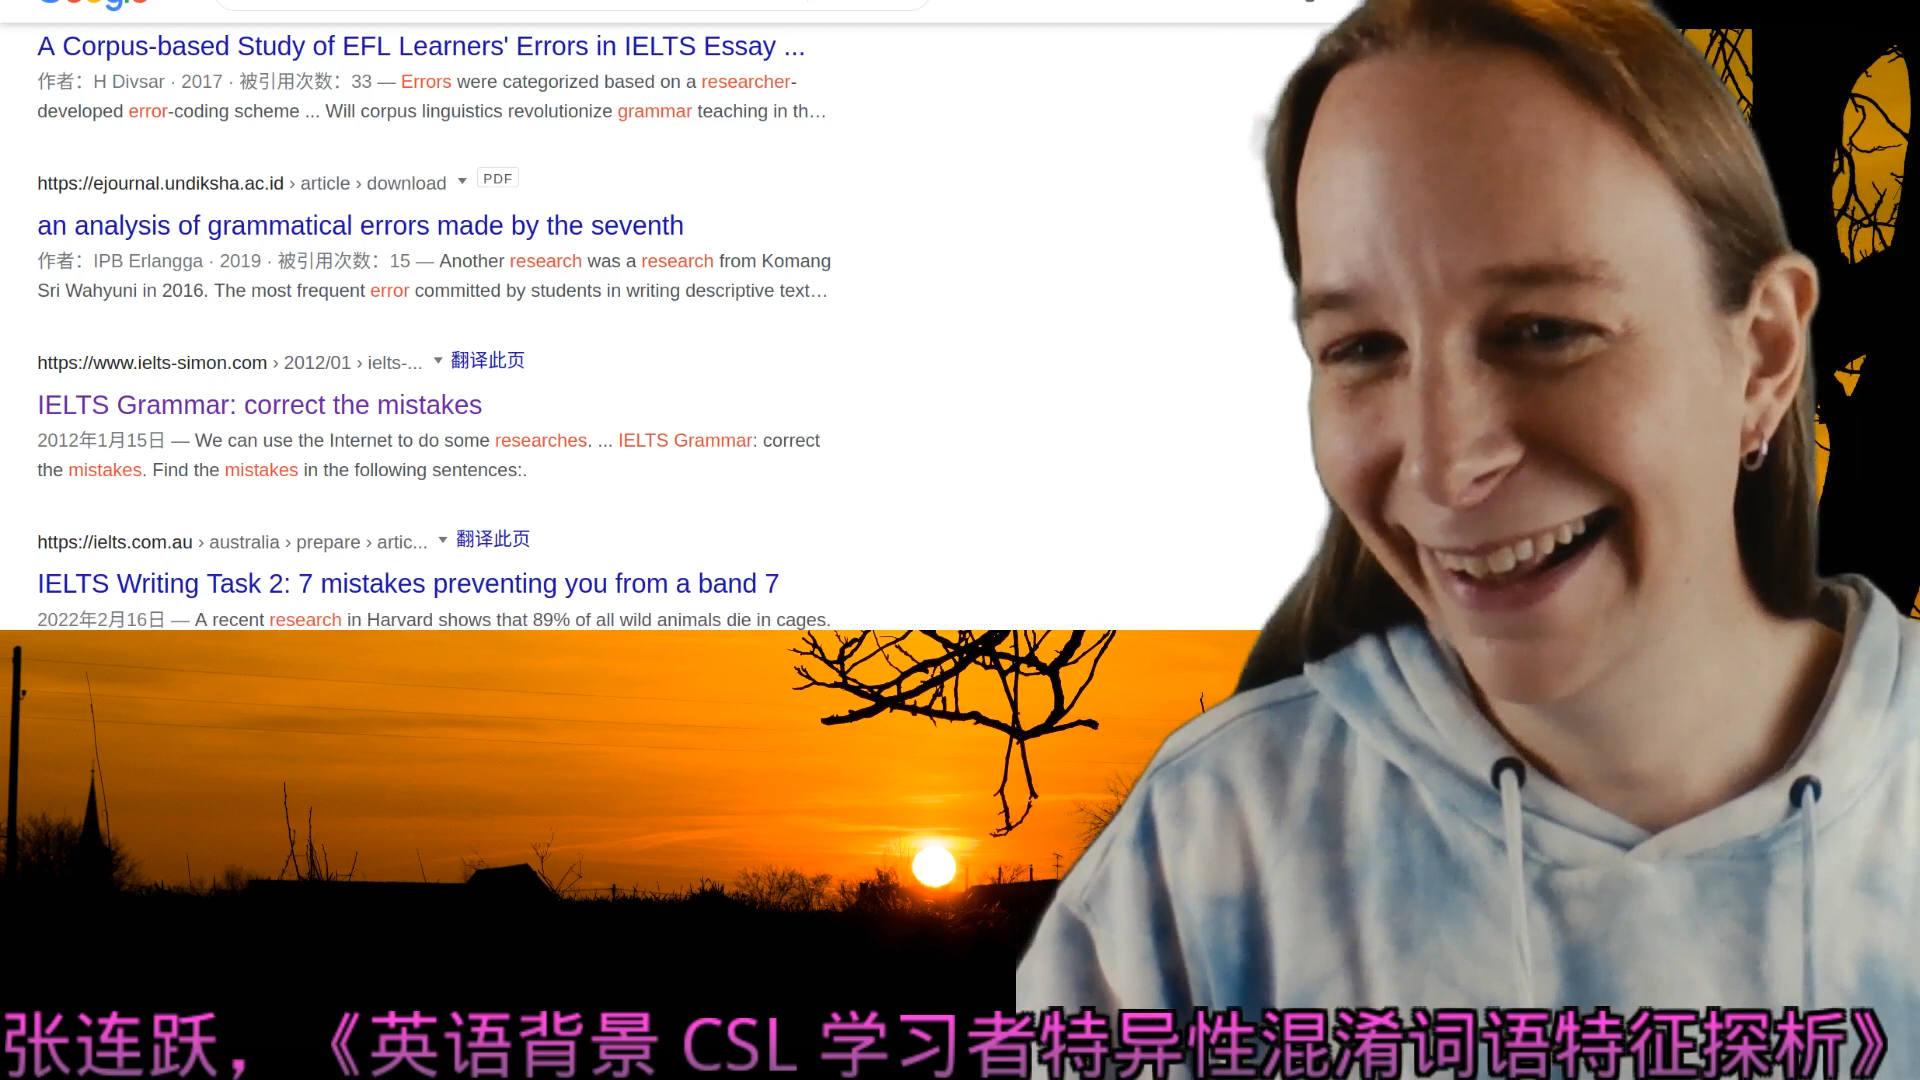 A Corpus-based Study of EFL Learners' Errors in IELTS Essay ...
作者：H Divsar · 2017 · 被引用次数：33 — Errors were categorized based on a researcher-
developed error-coding scheme ... Will corpus linguistics revolutionize grammar teaching in th...
https://ejournal.undiksha.ac.id › article › download PDF
an analysis of grammatical errors made by the seventh
作者：IPB Erlangga · 2019 · 被引用次数：15 — Another research was a research from Komang
Sri Wahyuni in 2016. The most frequent error committed by students in writing descriptive text...
https://www.ielts-simon.com › 2012/01 › ielts-... 翻译此页
IELTS Grammar: correct the mistakes
2012年1月15日 — We can use the Internet to do some researches. ... IELTS Grammar: correct
the mistakes. Find the mistakes in the following sentences:.
https://ielts.com.au › australia › prepare › artic... 翻译此页
IELTS Writing Task 2: 7 mistakes preventing you from a band 7
2022年2月16日 — A recent research in Harvard shows that 89% of all wild animals die in cages.
张连跃，《英语背景 CSL 学习者特异性混淆词语特征探析》